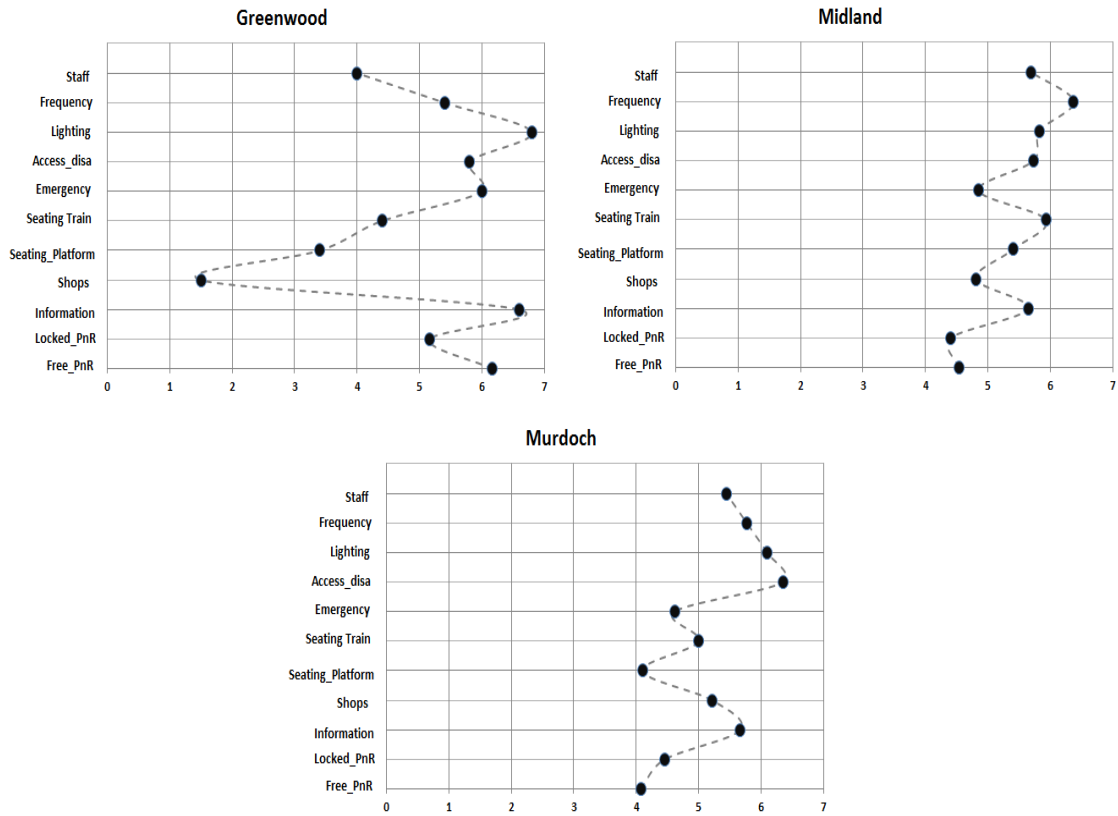 Greenwood
Staff
Frequency
Lighting
Access_disa
Emergency
Seating Train
Seating_Platform
Shops
Information
Locked_PnR
Free_PnR
0 1 2 3 4 5 6 7
Midland
Staff
Frequency
Lighting
Access_disa
Emergency
Seating Train
Seating_Platform
Shops
Information
Locked_PnR
Free_PnR
0 1 2 3 4 5 6 7
Murdoch
Staff
Frequency
Lighting
Access_disa
Emergency
Seating Train
Seating_Platform
Shops
Information
Locked_PnR
Free_PnR
0 1 2 3 4 5 6 7